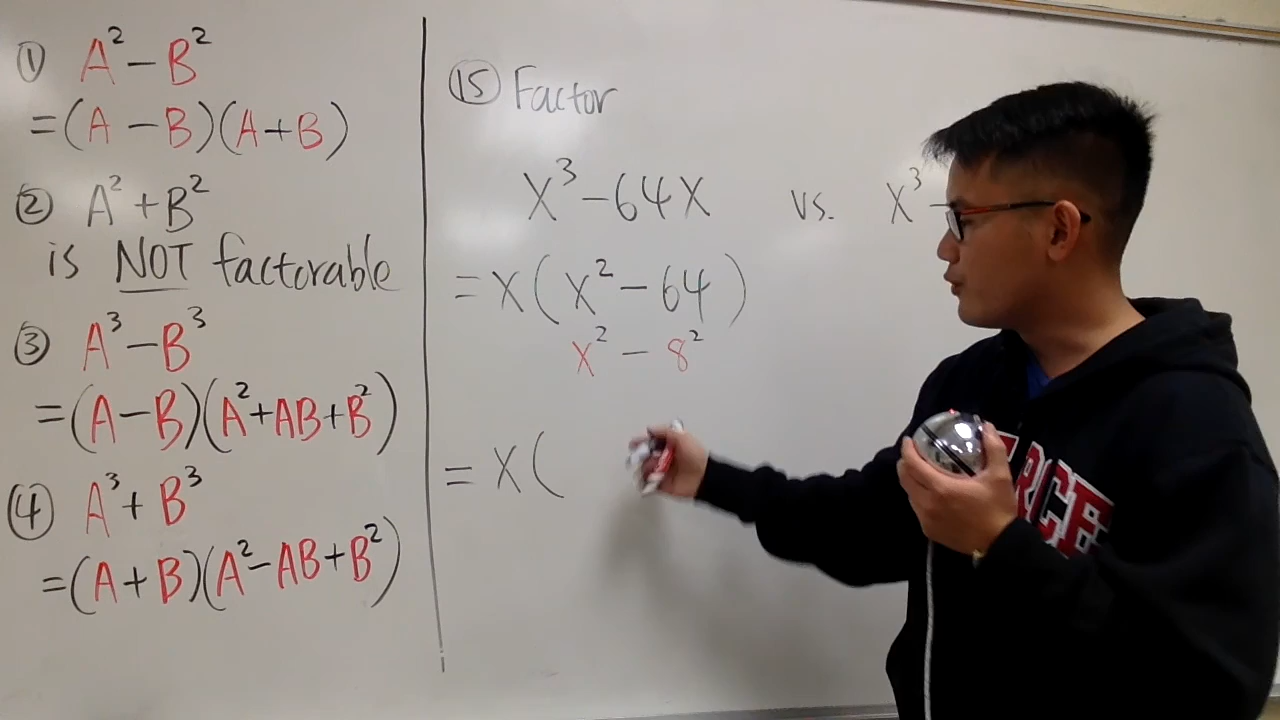 ① A² - B²
= (A - B)(A + B)
② A² + B²
is NOT factorable
③ A³ - B³
= (A - B)(A² + AB + B²)
④ A³ + B³
= (A + B)(A² - AB + B²)
⑮ Factor
x³ - 64x vs. x³ -
= x(x² - 64)
x² - 8²
= x(